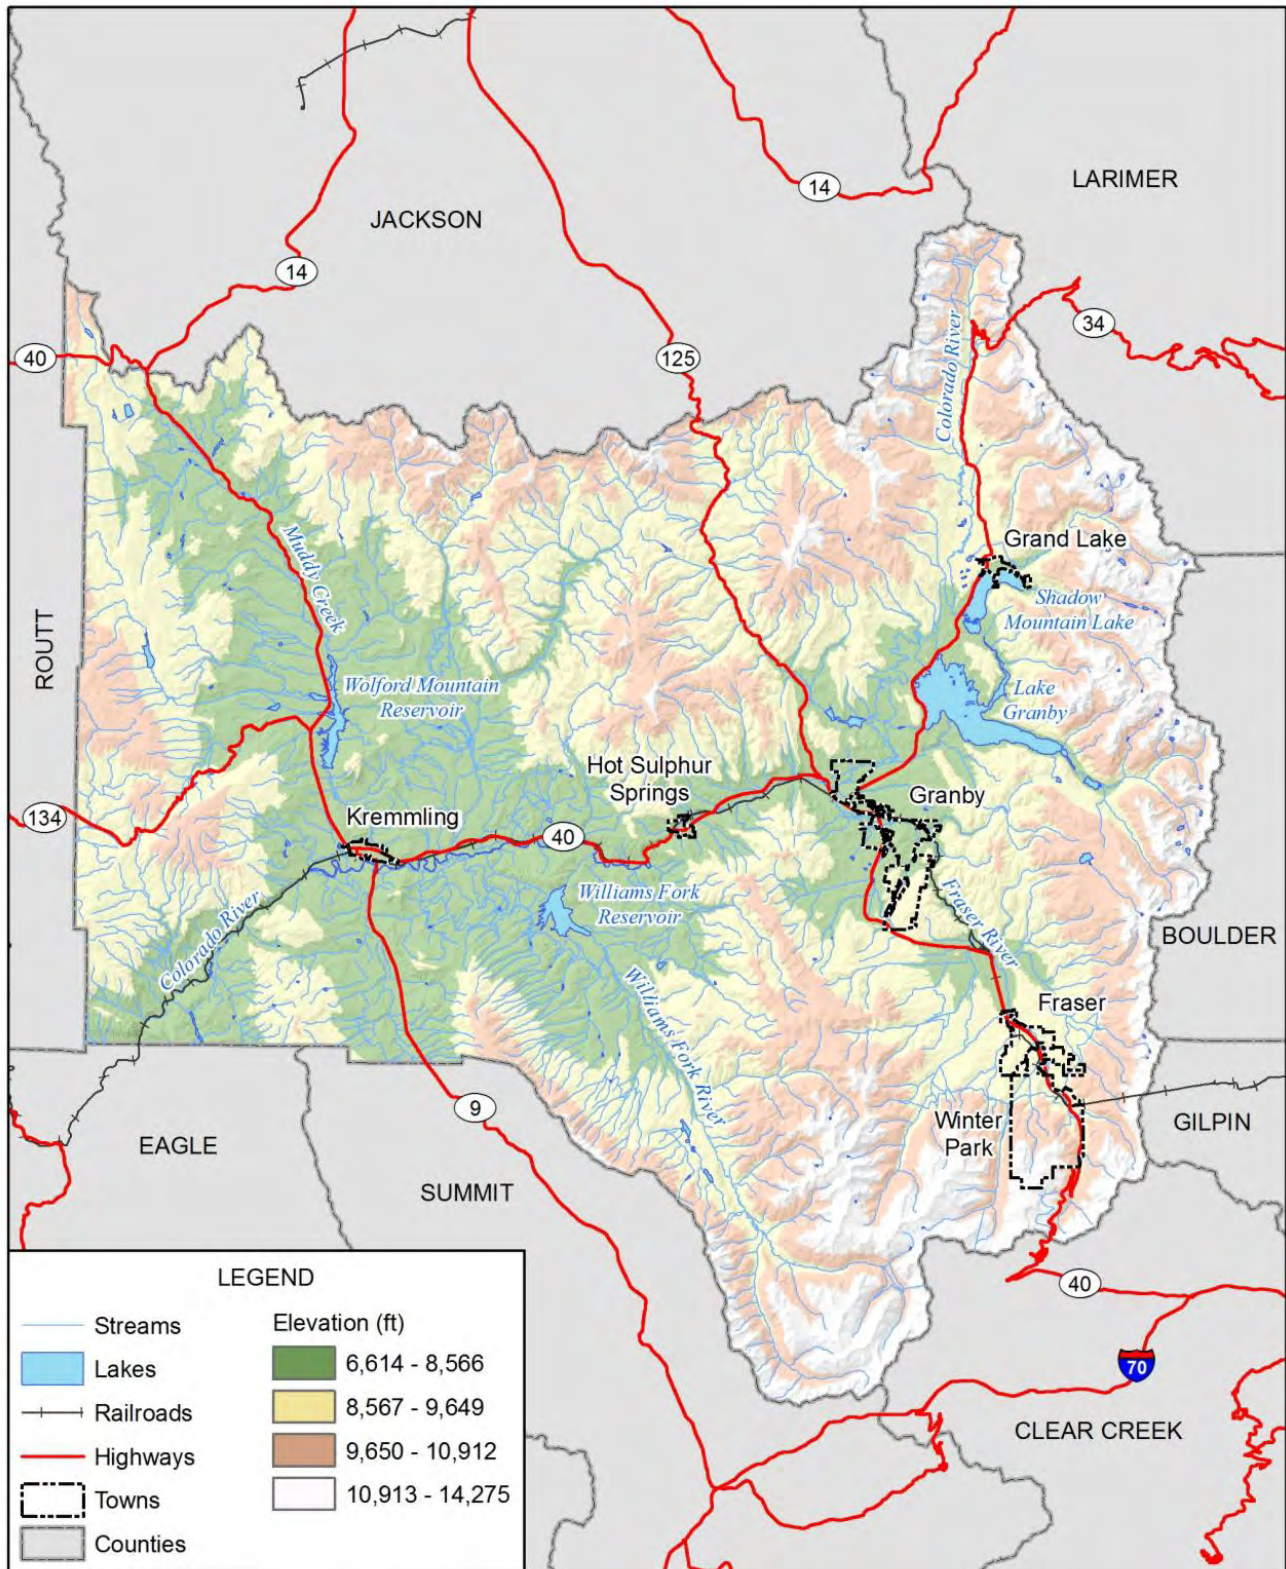 LARIMER
14
JACKSON
14
34
40
125
Colorado River
Muddy Creek
Grand Lake
Shadow
Mountain Lake
ROUTT
Wolford Mountain
Reservoir
Lake
Granby
Hot Sulphur
Springs
Granby
134
Kremmling
40
Williams Fork
Reservoir
Fraser River
Colorado River
BOULDER
Williams Fork River
Fraser
9
Winter
Park
GILPIN
EAGLE
SUMMIT
40
70
CLEAR CREEK
LEGEND
Streams
Lakes
Railroads
Highways
Towns
Counties
Elevation (ft)
6,614 - 8,566
8,567 - 9,649
9,650 - 10,912
10,913 - 14,275